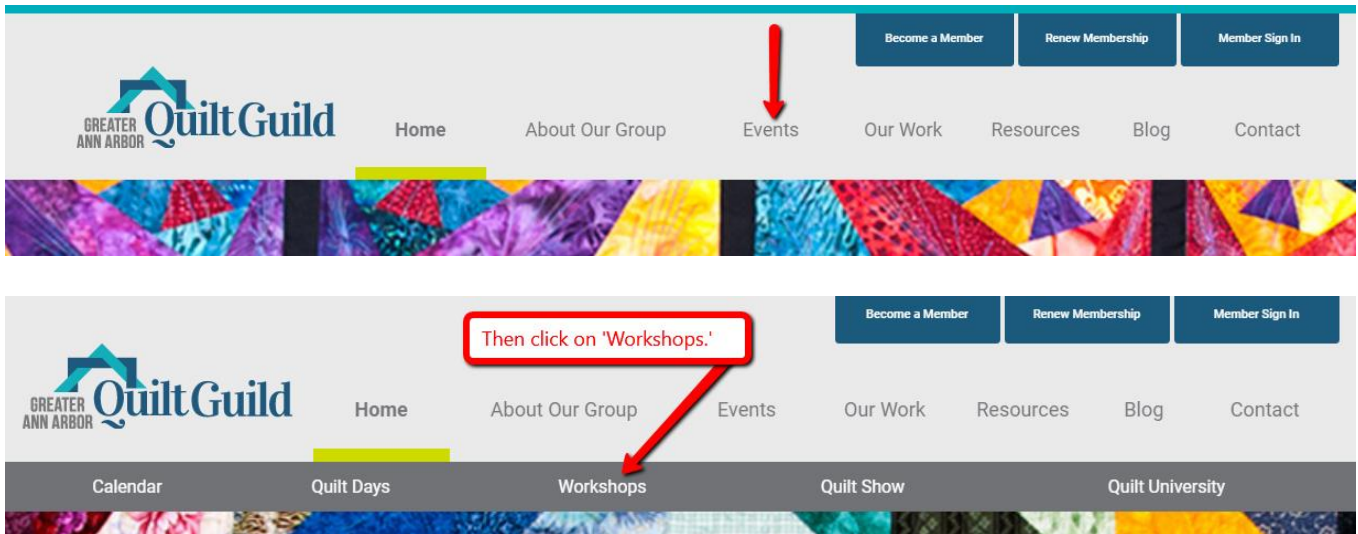 Become a Member Renew Membership Member Sign In
GREATER ANN ARBOR QuiltGuild
Home About Our Group Events Our Work Resources Blog Contact
Become a Member Renew Membership Member Sign In
Then click on 'Workshops.'
GREATER ANN ARBOR QuiltGuild
Home About Our Group Events Our Work Resources Blog Contact
Calendar Quilt Days Workshops Quilt Show Quilt University